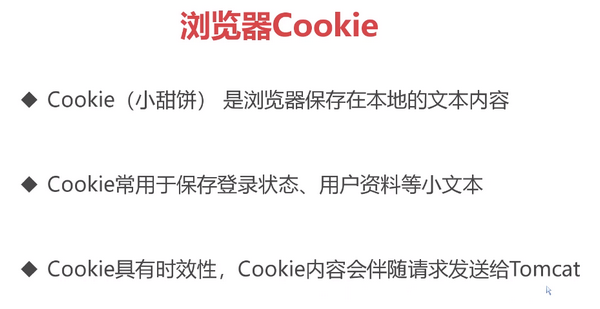 浏览器Cookie
◆ Cookie（小甜饼） 是浏览器保存在本地的文本内容
◆ Cookie常用于保存登录状态、用户资料等小文本
◆ Cookie具有时效性，Cookie内容会伴随请求发送给Tomcat